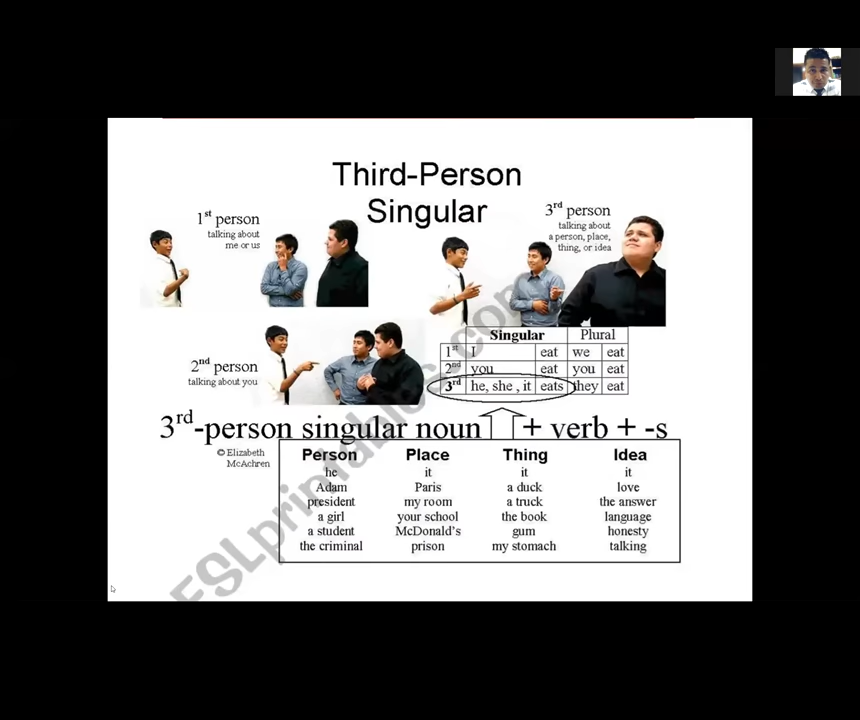 Third-Person
Singular
1st person
talking about
me or us
3rd person
talking about
a person, place,
thing, or idea
2nd person
talking about you
Singular Plural
1st I eat we eat
2nd you eat you eat
3rd he, she , it eats they eat
3rd-person singular noun + verb + -s
© Elizabeth
McAchren
Person Place Thing Idea
he it it it
Adam Paris a duck love
president my room a truck the answer
a girl your school the book language
a student McDonald's gum honesty
the criminal prison my stomach talking
ESLprintables.com